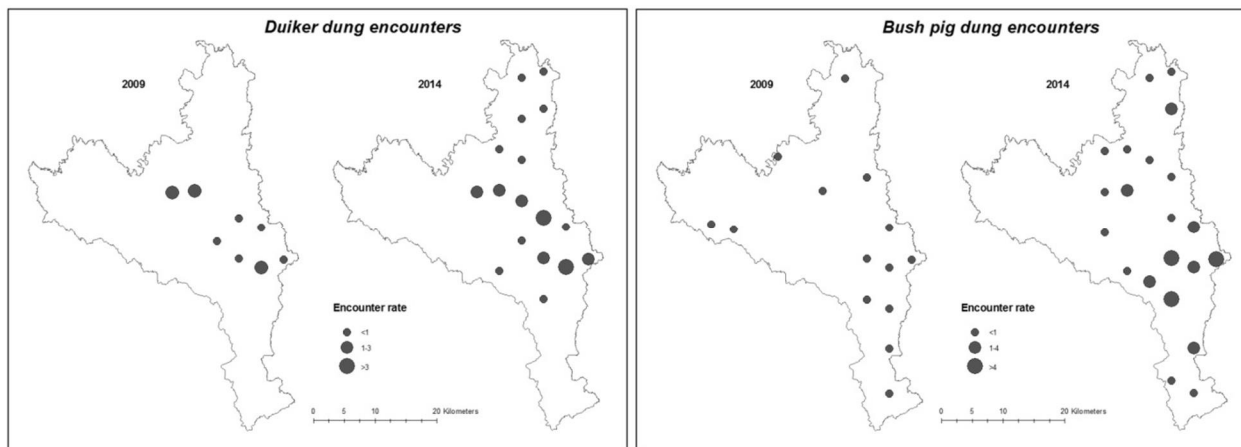 Duiker dung encounters
2009
2014
Encounter rate
<1
1-3
>3
0 5 10 20 Kilometers
Bush pig dung encounters
2009
2014
Encounter rate
<1
1-4
>4
0 5 10 20 Kilometers